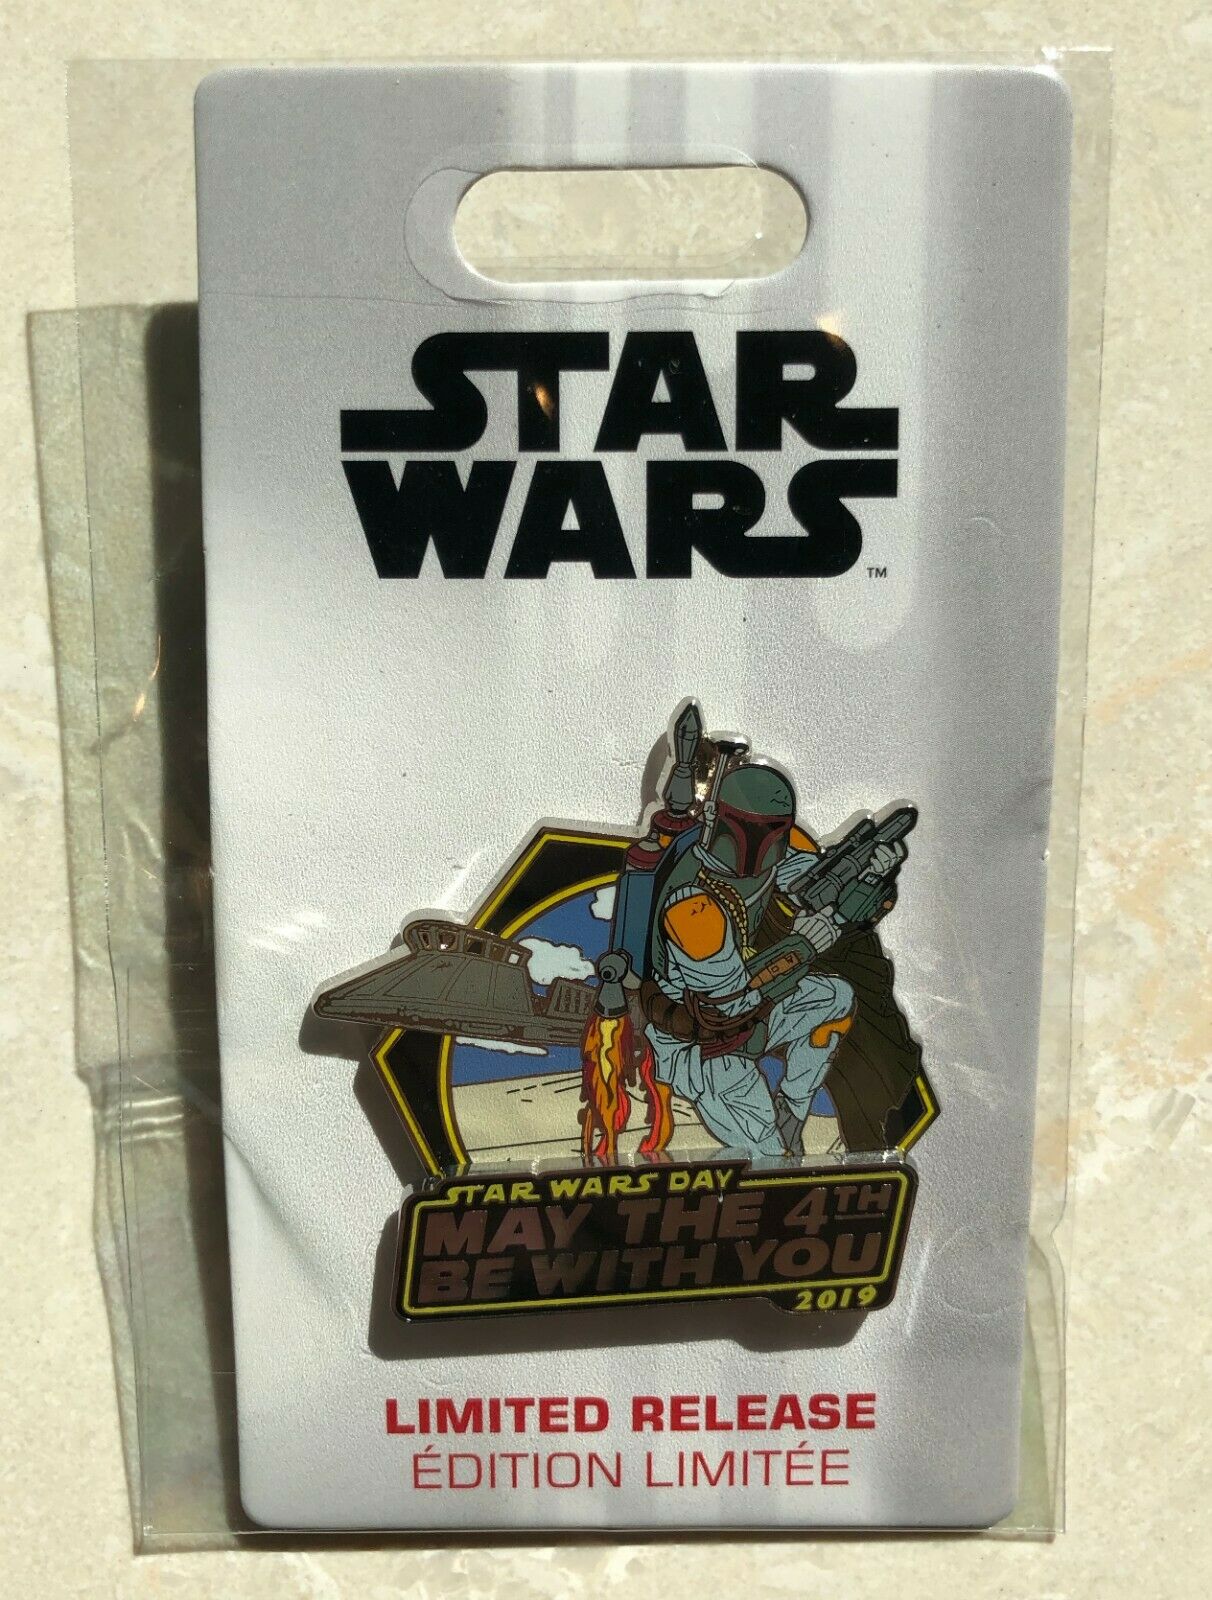 STAR
WARS
TM
STAR WARS DAY
MAY THE 4TH
BE WITH YOU
2019
LIMITED RELEASE
ÉDITION LIMITÉE